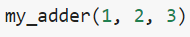 my_adder(1, 2, 3)